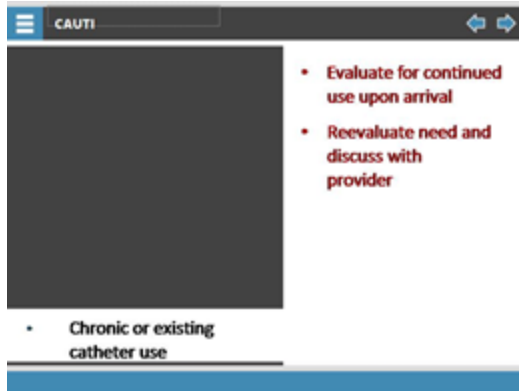 CAUTI
• Evaluate for continued
use upon arrival
• Reevaluate need and
discuss with
provider
• Chronic or existing
catheter use